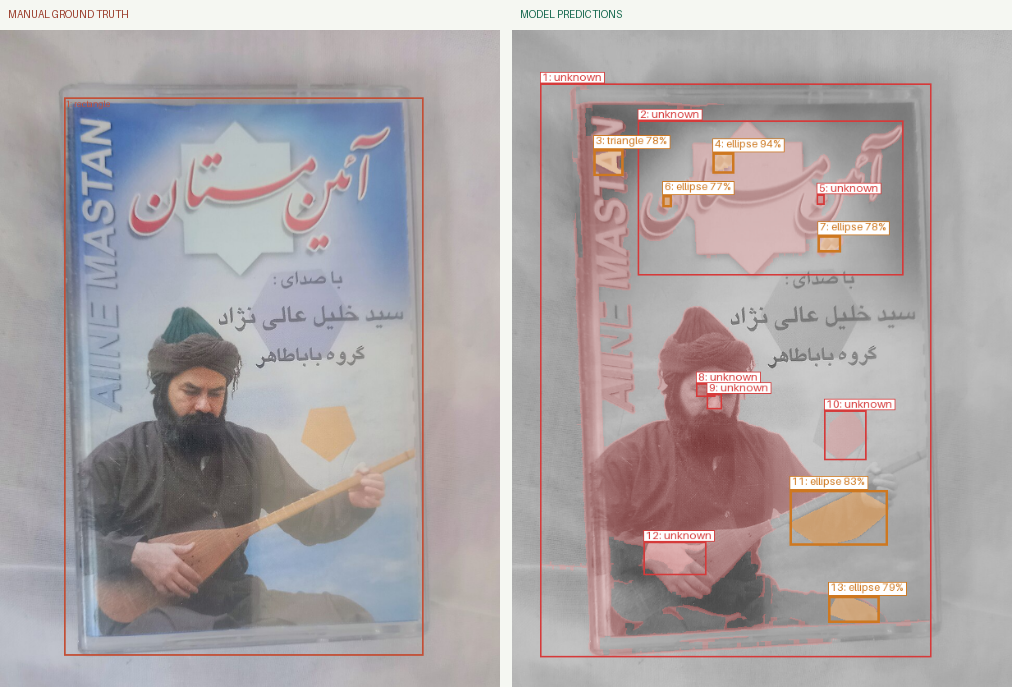 MANUAL GROUND TRUTH
AIINE MASTAN
آئین مستان
با صدای :
سید خلیل عالی نژاد
گروه باباطاهر
MODEL PREDICTIONS
1: unknown
2: unknown
3: triangle 78%
4: ellipse 94%
6: ellipse 77%
5: unknown
7: ellipse 78%
AIINE MASTAN
آئین مستان
با صدای :
سید خلیل عالی نژاد
گروه باباطاهر
8: unknown
9: unknown
10: unknown
11: ellipse 83%
12: unknown
13: ellipse 79%